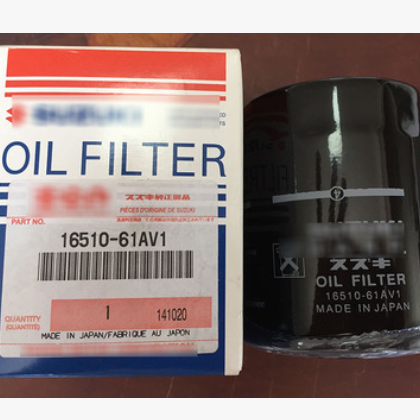 OIL FILTER
スズキ純正部品
PIÈCES D'ORIGINE DE SUZUKI
PART NO.
16510-61AV1
QUANTITY
(QUANTITÉ)
1
141020
MADE IN JAPAN/FABRIQUÉ AU JAPON
スズキ
OIL FILTER
16510-61AV1
MADE IN JAPAN